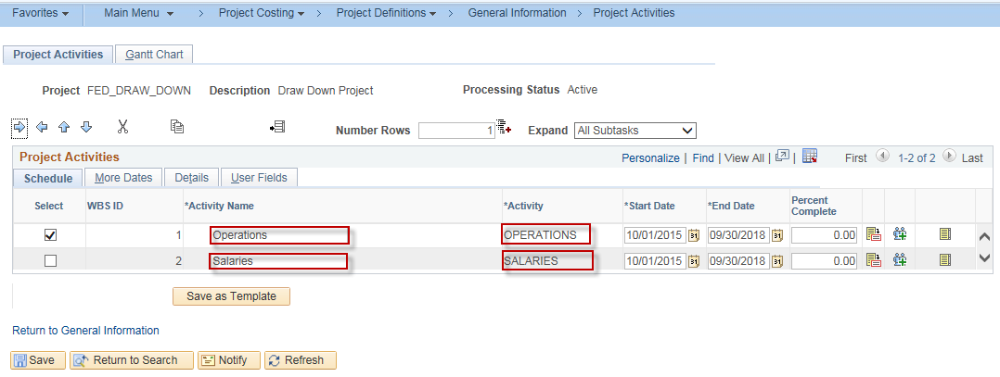 Favorites Main Menu > Project Costing > Project Definitions > General Information > Project Activities
Project Activities Gantt Chart
Project FED_DRAW_DOWN Description Draw Down Project Processing Status Active
Number Rows 1 Expand All Subtasks
Project Activities Personalize | Find | View All | | First 1-2 of 2 Last
Schedule More Dates Details User Fields
Select WBS ID *Activity Name *Activity *Start Date *End Date Percent Complete
1 Operations OPERATIONS 10/01/2015 31 09/30/2018 31 0.00
2 Salaries SALARIES 10/01/2015 31 09/30/2018 31 0.00
Save as Template
Return to General Information
Save Return to Search Notify Refresh